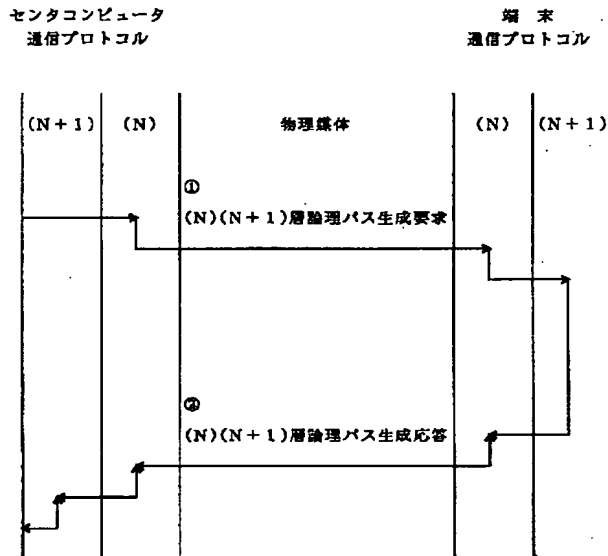 センタコンピュータ
通信プロトコル
端 末
通信プロトコル
(N+1) (N) 物理媒体 (N) (N+1)
①
(N)(N+1)層論理パス生成要求
②
(N)(N+1)層論理パス生成応答